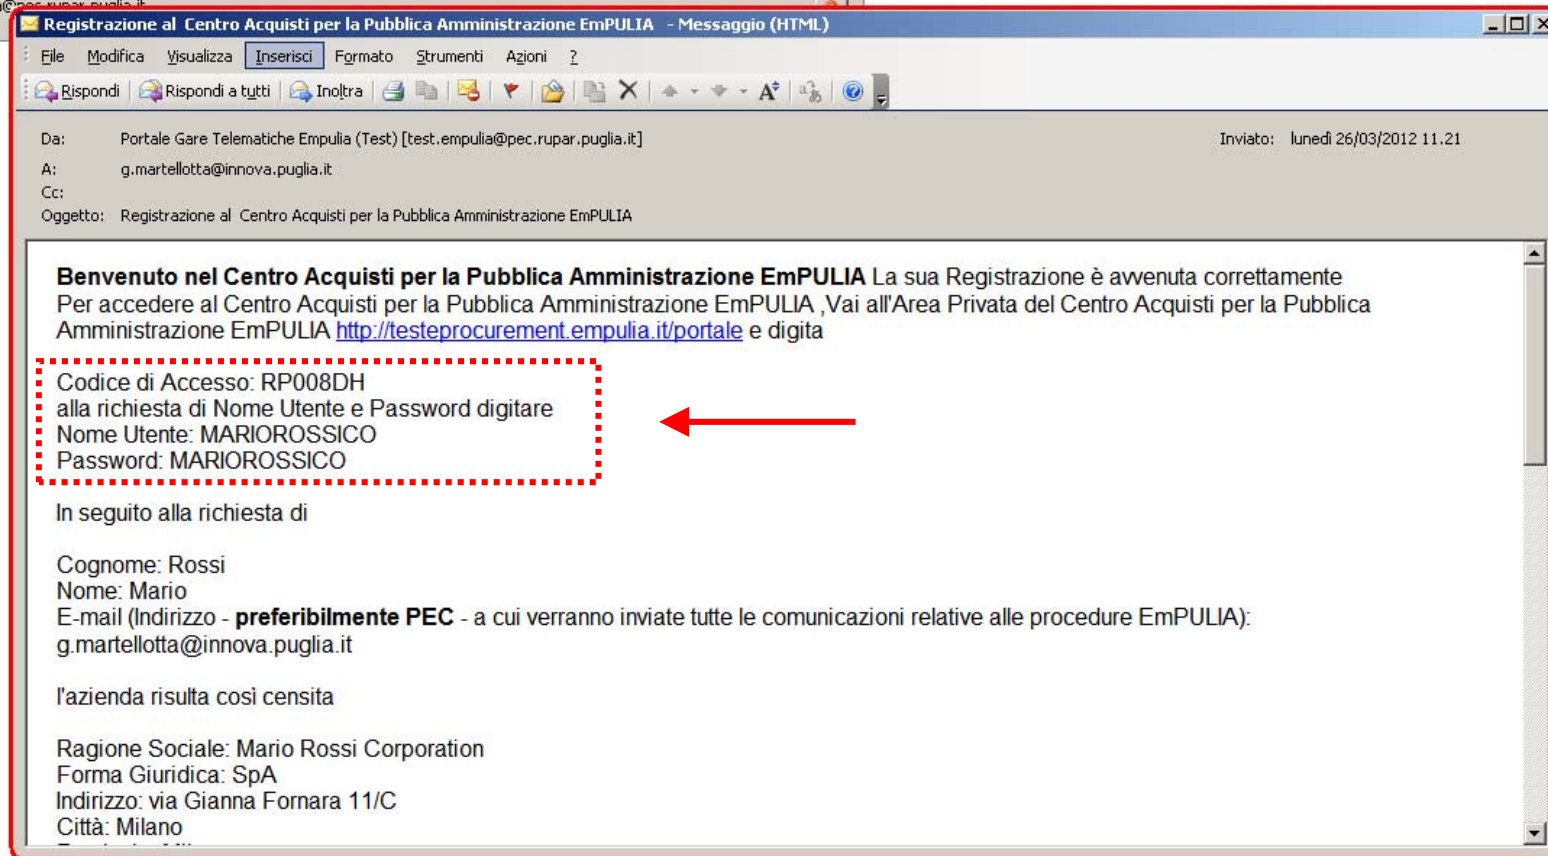 @pec.rupar.puglia.it
Registrazione al Centro Acquisti per la Pubblica Amministrazione EmPULIA - Messaggio (HTML)
File Modifica Visualizza Inserisci Formato Strumenti Azioni ?
Rispondi Rispondi a tutti Inoltra
Da: Portale Gare Telematiche Empulia (Test) [test.empulia@pec.rupar.puglia.it] Inviato: lunedì 26/03/2012 11.21
A: g.martellotta@innova.puglia.it
Cc:
Oggetto: Registrazione al Centro Acquisti per la Pubblica Amministrazione EmPULIA
Benvenuto nel Centro Acquisti per la Pubblica Amministrazione EmPULIA La sua Registrazione è avvenuta correttamente
Per accedere al Centro Acquisti per la Pubblica Amministrazione EmPULIA ,Vai all'Area Privata del Centro Acquisti per la Pubblica
Amministrazione EmPULIA http://testeprocurement.empulia.it/portale e digita
Codice di Accesso: RP008DH
alla richiesta di Nome Utente e Password digitare
Nome Utente: MARIOROSSICO
Password: MARIOROSSICO
In seguito alla richiesta di
Cognome: Rossi
Nome: Mario
E-mail (Indirizzo - preferibilmente PEC - a cui verranno inviate tutte le comunicazioni relative alle procedure EmPULIA):
g.martellotta@innova.puglia.it
l'azienda risulta così censita
Ragione Sociale: Mario Rossi Corporation
Forma Giuridica: SpA
Indirizzo: via Gianna Fornara 11/C
Città: Milano